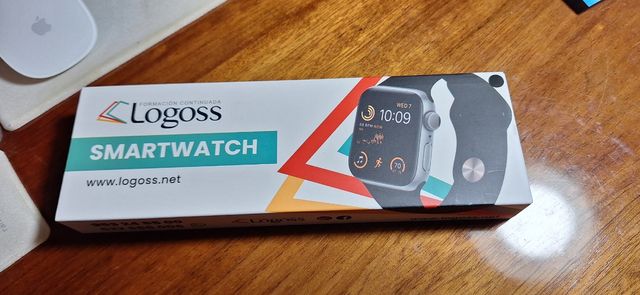 FORMACIÓN CONTINUADA
Logoss
SMARTWATCH
www.logoss.net
WED 7
10:09
70
Logoss